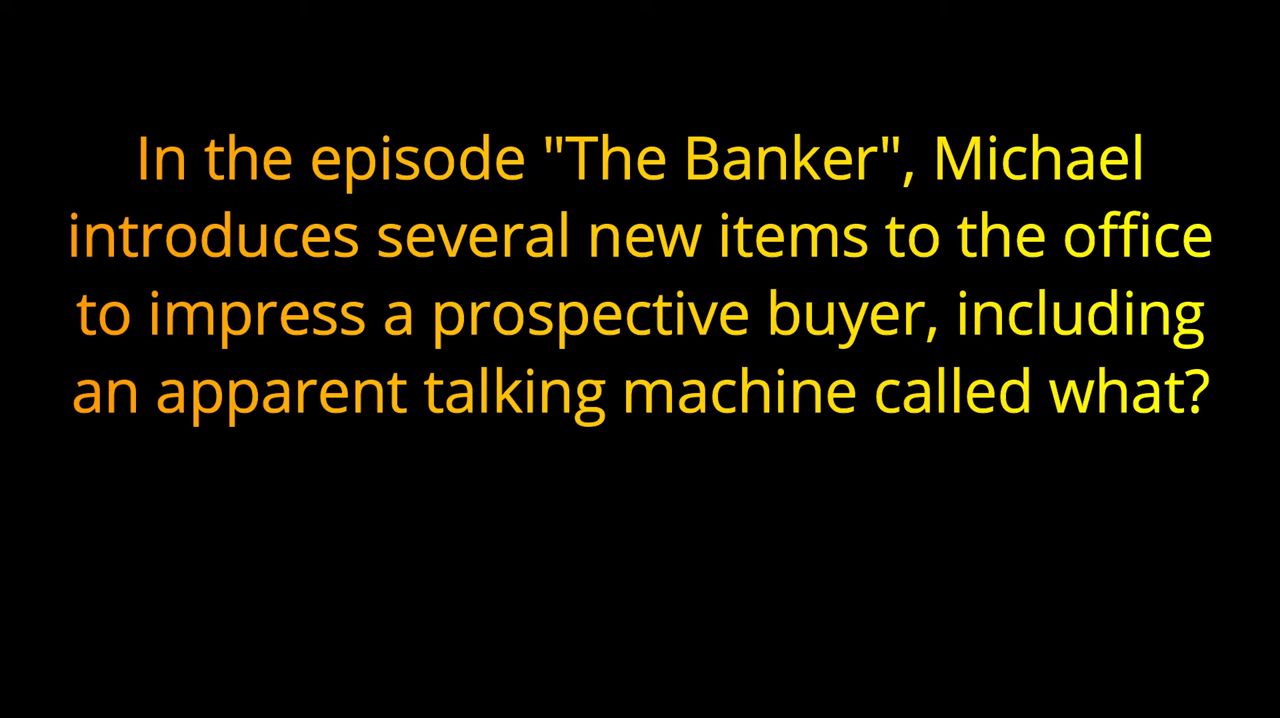 In the episode "The Banker", Michael
introduces several new items to the office
to impress a prospective buyer, including
an apparent talking machine called what?